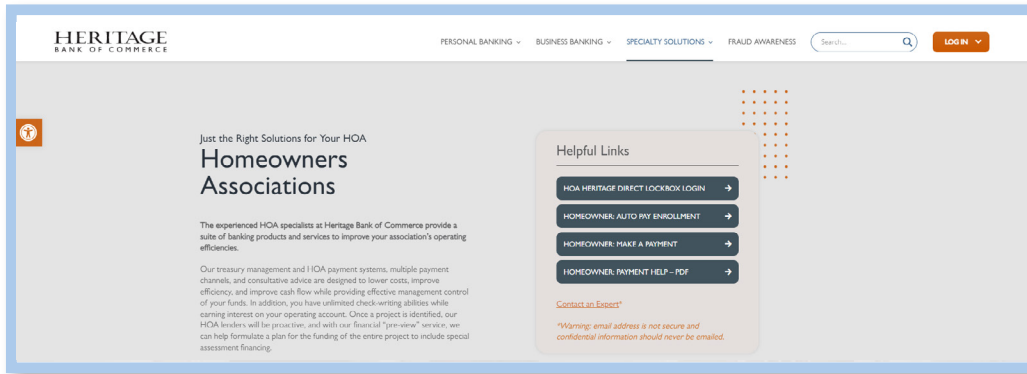 HERITAGE
BANK OF COMMERCE
PERSONAL BANKING
BUSINESS BANKING
SPECIALTY SOLUTIONS
FRAUD AWARENESS
Search...
LOG IN
Just the Right Solutions for Your HOA
Homeowners
Associations
The experienced HOA specialists at Heritage Bank of Commerce provide a
suite of banking products and services to improve your association's operating
efficiencies.
Our treasury management and HOA payment systems, multiple payment
channels, and consultative advice are designed to lower costs, improve
efficiency, and improve cash flow while providing effective management control
of your funds. In addition, you have unlimited check-writing abilities while
earning interest on your operating account. Once a project is identified, our
HOA lenders will be proactive, and with our financial "pre-view" service, we
can help formulate a plan for the funding of the entire project to include special
assessment financing.
Helpful Links
HOA HERITAGE DIRECT LOCKBOX LOGIN
HOMEOWNER: AUTO PAY ENROLLMENT
HOMEOWNER: MAKE A PAYMENT
HOMEOWNER: PAYMENT HELP – PDF
Contact an Expert*
*Warning: email address is not secure and
confidential information should never be emailed.